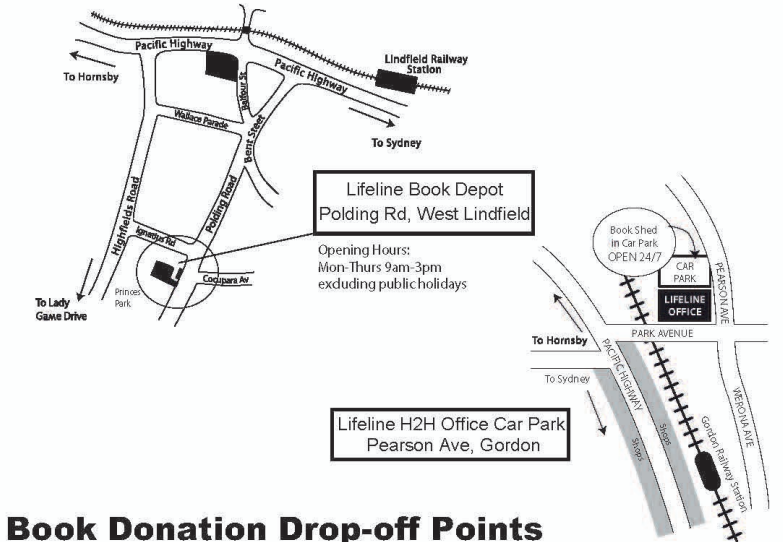 Pacific Highway
To Hornsby
Balfour St
Pacific Highway
Lindfield Railway
Station
To Sydney
Wallace Parade
Bent Steet
Highfields Road
Polding Road
Ignatius Rd
Princes
Park
Cocupara Av
To Lady
Game Drive
Lifeline Book Depot
Polding Rd, West Lindfield
Opening Hours:
Mon-Thurs 9am-3pm
excluding public holidays
Book Shed
in Car Park
OPEN 24/7
CAR
PARK
LIFELINE
OFFICE
PEARSON AVE
PARK AVENUE
To Hornsby
PACIFIC HIGHWAY
To Sydney
WERONA AVE
Shops
Shops
Gordon Railway Station
Lifeline H2H Office Car Park
Pearson Ave, Gordon
Book Donation Drop-off Points